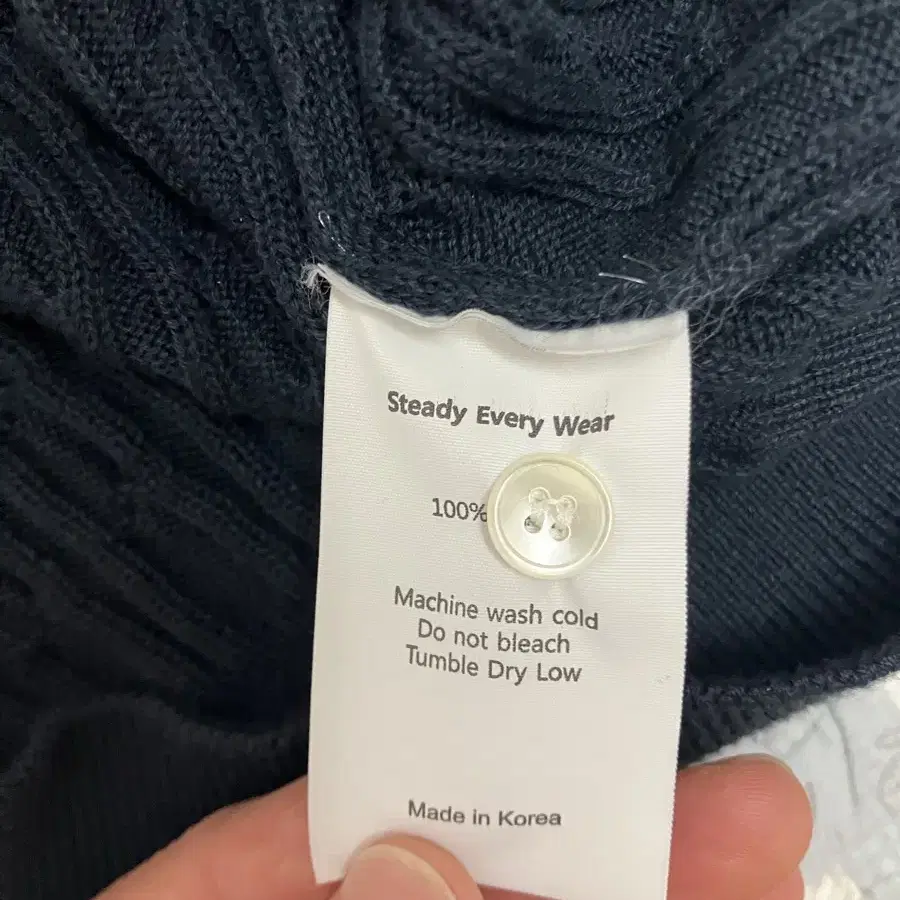 Steady Every Wear
100%
Machine wash cold
Do not bleach
Tumble Dry Low
Made in Korea